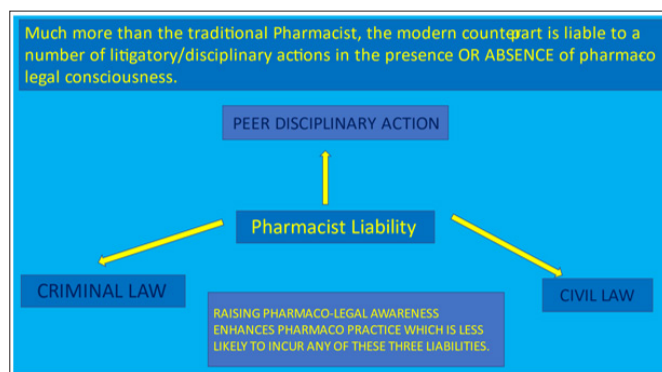 Much more than the traditional Pharmacist, the modern counterpart is liable to a
number of litigatory/disciplinary actions in the presence OR ABSENCE of pharmaco
legal consciousness.
PEER DISCIPLINARY ACTION
Pharmacist Liability
CRIMINAL LAW
CIVIL LAW
RAISING PHARMACO-LEGAL AWARENESS
ENHANCES PHARMACO PRACTICE WHICH IS LESS
LIKELY TO INCUR ANY OF THESE THREE LIABILITIES.